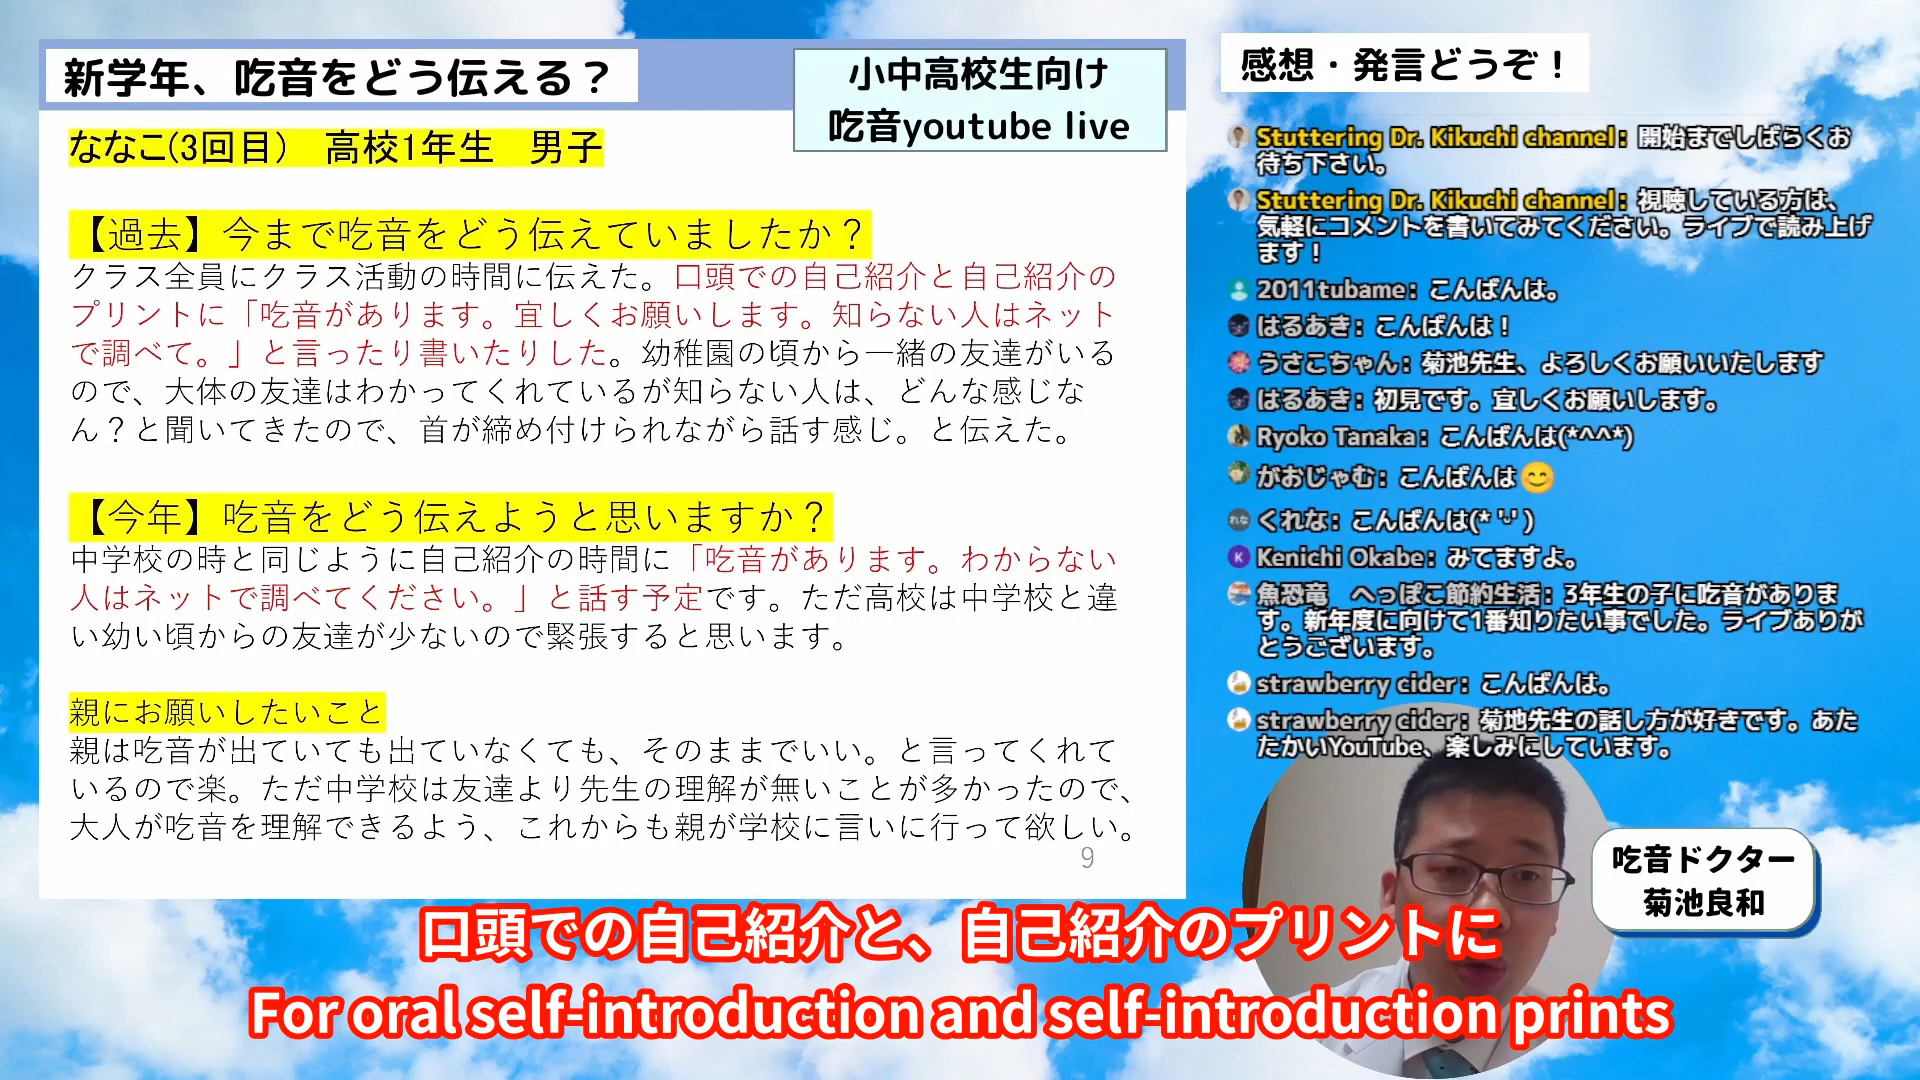 新学年、吃音をどう伝える？
小中高校生向け
吃音youtube live
ななこ(3回目)　高校1年生　男子
【過去】今まで吃音をどう伝えていましたか？
クラス全員にクラス活動の時間に伝えた。口頭での自己紹介と自己紹介の
プリントに「吃音があります。宜しくお願いします。知らない人はネット
で調べて。」と言ったり書いたりした。幼稚園の頃から一緒の友達がいる
ので、大体の友達はわかってくれているが知らない人は、どんな感じな
ん？と聞いてきたので、首が締め付けられながら話す感じ。と伝えた。
【今年】吃音をどう伝えようと思いますか？
中学校の時と同じように自己紹介の時間に「吃音があります。わからない
人はネットで調べてください。」と話す予定です。ただ高校は中学校と違
い幼い頃からの友達が少ないので緊張すると思います。
親にお願いしたいこと
親は吃音が出ていても出ていなくても、そのままでいい。と言ってくれて
いるので楽。ただ中学校は友達より先生の理解が無いことが多かったので、
大人が吃音を理解できるよう、これからも親が学校に言いに行って欲しい。
9
感想・発言どうぞ！
Stuttering Dr. Kikuchi channel: 開始までしばらくお
待ち下さい。
Stuttering Dr. Kikuchi channel: 視聴している方は、
気軽にコメントを書いてみてください。ライブで読み上げ
ます！
2011tubame: こんばんは。
はるあき: こんばんは！
うさこちゃん: 菊池先生、よろしくお願いいたします
はるあき: 初見です。宜しくお願いします。
Ryoko Tanaka: こんばんは(*^^*)
がおじゃむ: こんばんは😊
れな くれな: こんばんは(* 'ᵕ' )
K Kenichi Okabe: みてますよ。
魚恐竜　へっぽこ節約生活: 3年生の子に吃音がありま
す。新年度に向けて1番知りたい事でした。ライブありが
とうございます。
strawberry cider: こんばんは。
strawberry cider: 菊地先生の話し方が好きです。あた
たかいYouTube、楽しみにしています。
吃音ドクター
菊池良和
口頭での自己紹介と、自己紹介のプリントに
For oral self-introduction and self-introduction prints